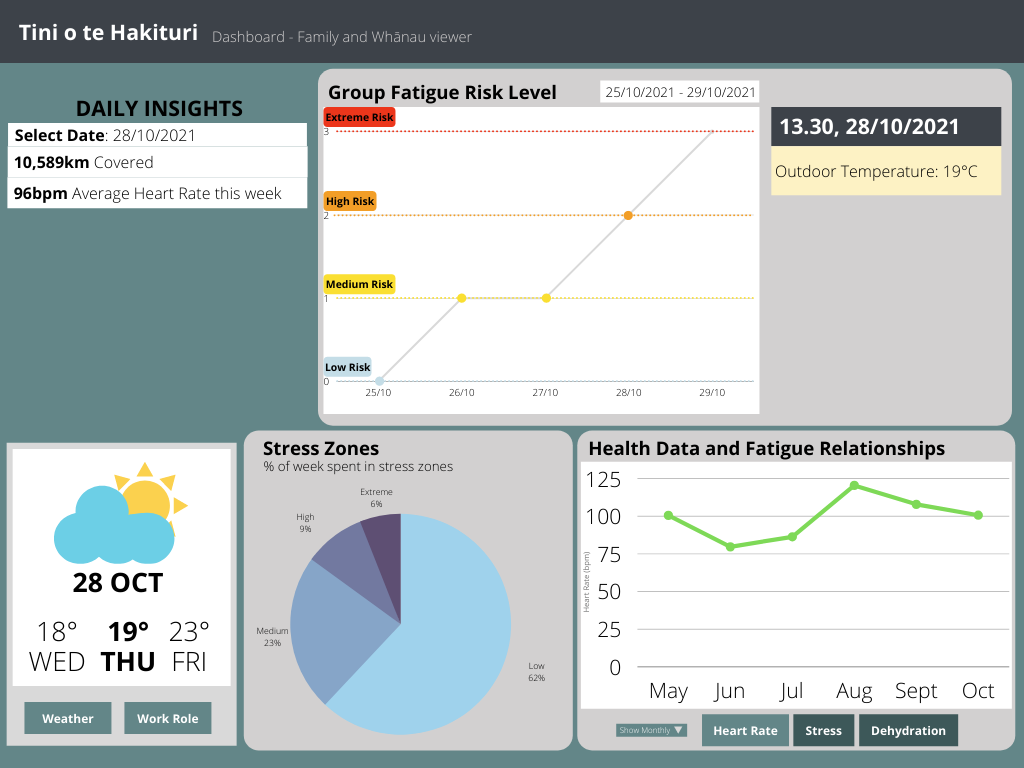 Tini o te Hakituri Dashboard - Family and Whānau viewer
DAILY INSIGHTS
Select Date: 28/10/2021
10,589km Covered
96bpm Average Heart Rate this week
Group Fatigue Risk Level
25/10/2021 - 29/10/2021
Extreme Risk
3
High Risk
2
Medium Risk
1
Low Risk
0
25/10 26/10 27/10 28/10 29/10
13.30, 28/10/2021
Outdoor Temperature: 19°C
28 OCT
18° 19° 23°
WED THU FRI
Weather Work Role
Stress Zones
% of week spent in stress zones
Extreme
6%
High
9%
Medium
23%
Low
62%
Health Data and Fatigue Relationships
Heart Rate (bpm)
125
100
75
50
25
0
May Jun Jul Aug Sept Oct
Show Monthly ▼ Heart Rate Stress Dehydration